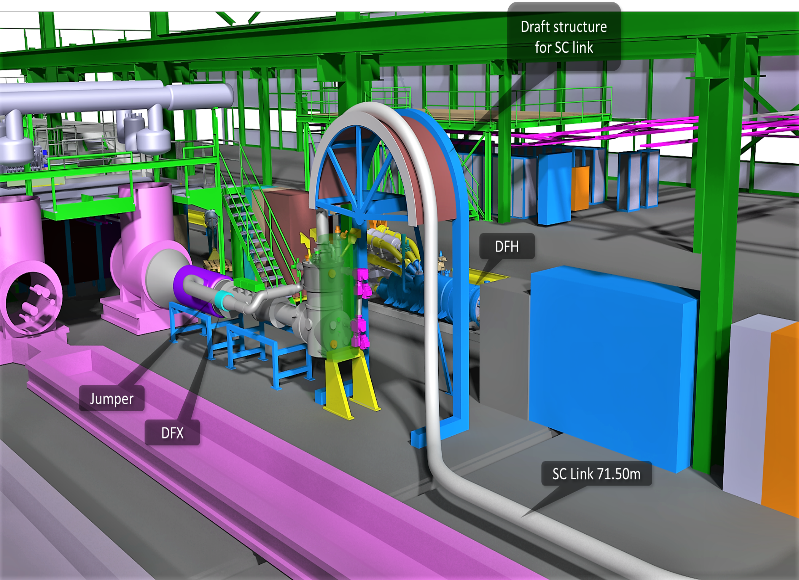 Draft structure
for SC link
DFH
Jumper
DFX
SC Link 71.50m